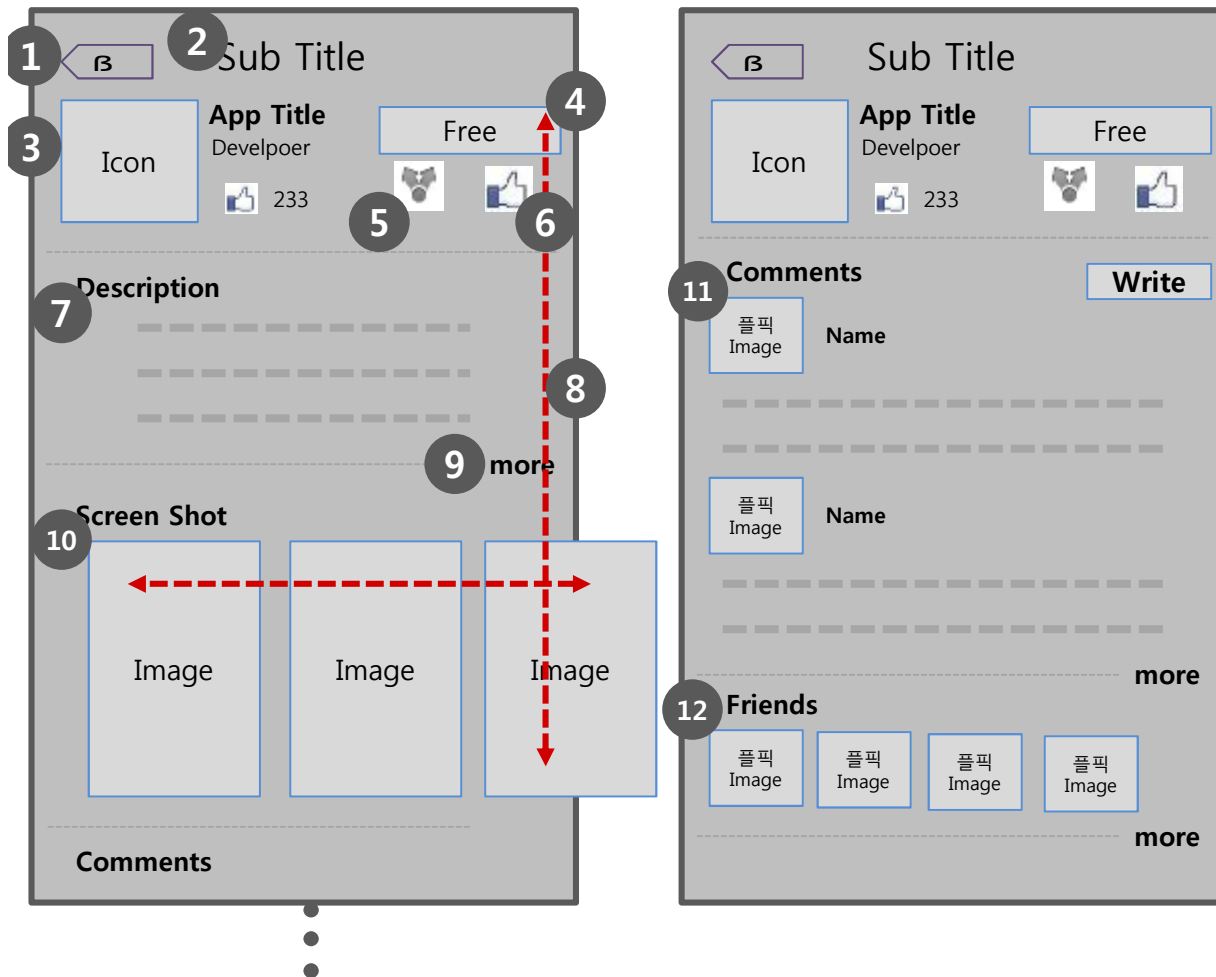 1
2
ß
Sub Title
3
Icon
App Title
Develpoer
233
4
Free
5
6
7
Description
8
9
more
10
Screen Shot
Image
Image
Image
Comments
ß
Sub Title
Icon
App Title
Develpoer
233
Free
11
Comments
Write
플픽
Image
Name
플픽
Image
Name
more
12
Friends
플픽
Image
플픽
Image
플픽
Image
플픽
Image
more